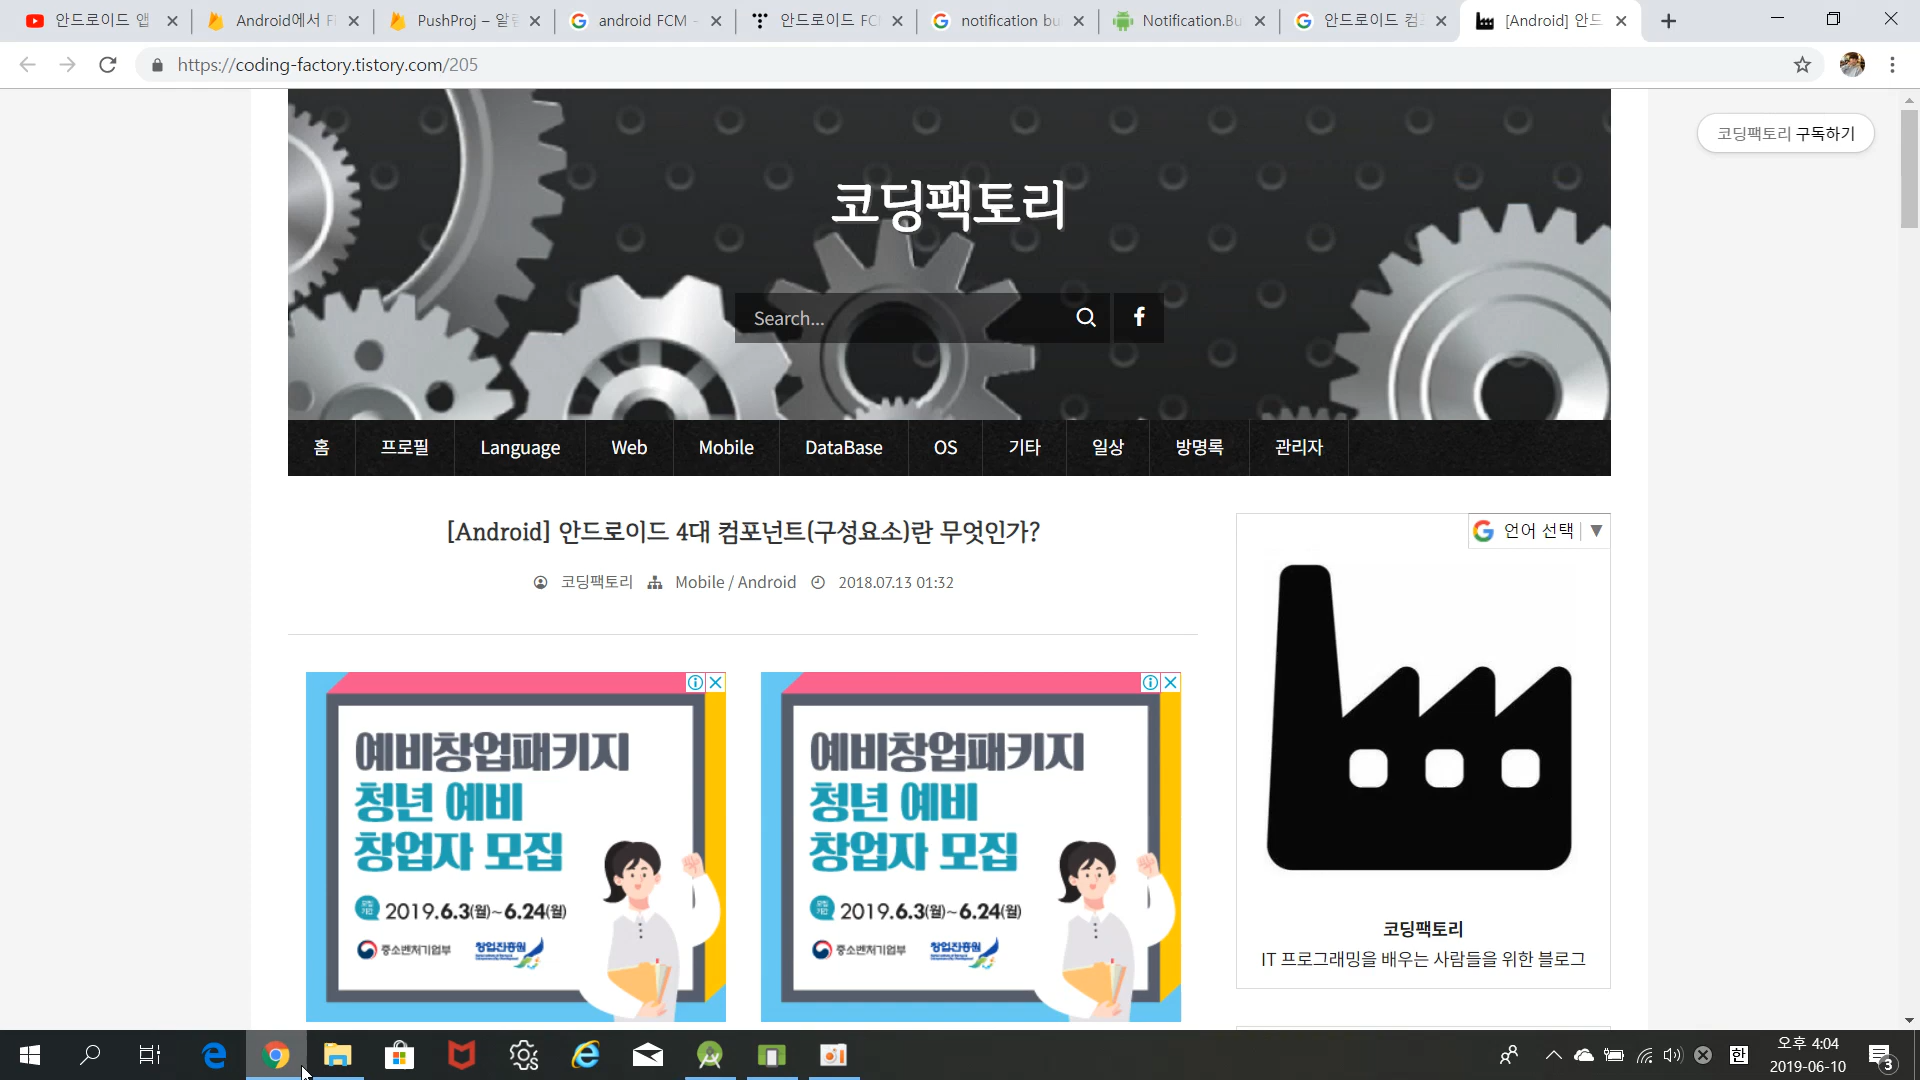 안드로이드 앱
Android에서 F
PushProj – 알림
android FCM -
안드로이드 FC
notification bu
Notification.Bu
안드로이드 컴
[Android] 안드
https://coding-factory.tistory.com/205
코딩팩토리 구독하기
코딩팩토리
Search...
홈 프로필 Language Web Mobile DataBase OS 기타 일상 방명록 관리자
[Android] 안드로이드 4대 컴포넌트(구성요소)란 무엇인가?
코딩팩토리 Mobile / Android 2018.07.13 01:32
예비창업패키지
청년 예비
창업자 모집
모집
기간
2019.6.3(월)~6.24(월)
중소벤처기업부 창업진흥원
예비창업패키지
청년 예비
창업자 모집
모집
기간
2019.6.3(월)~6.24(월)
중소벤처기업부 창업진흥원
언어 선택 ▼
코딩팩토리
IT 프로그래밍을 배우는 사람들을 위한 블로그
한
오후 4:04
2019-06-10
3